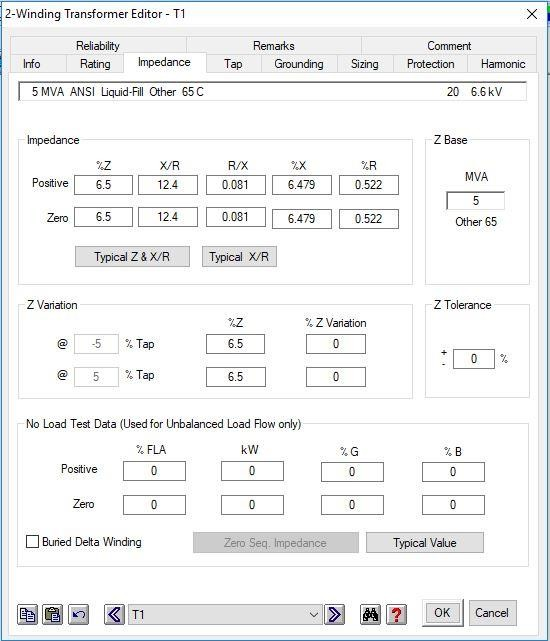 2-Winding Transformer Editor - T1
Reliability Remarks Comment
Info Rating Impedance Tap Grounding Sizing Protection Harmonic
5 MVA ANSI Liquid-Fill Other 65 C 20 6.6 kV
Impedance
%Z X/R R/X %X %R
Positive 6.5 12.4 0.081 6.479 0.522
Zero 6.5 12.4 0.081 6.479 0.522
Typical Z & X/R Typical X/R
Z Base
MVA
5
Other 65
Z Variation
%Z % Z Variation
@ -5 % Tap 6.5 0
@ 5 % Tap 6.5 0
Z Tolerance
+
- 0 %
No Load Test Data (Used for Unbalanced Load Flow only)
% FLA kW % G % B
Positive 0 0 0 0
Zero 0 0 0 0
Buried Delta Winding Zero Seq. Impedance Typical Value
T1 ? OK Cancel